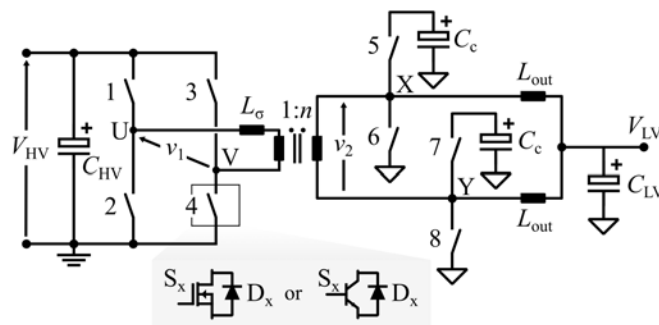 5
+
C_c
X
L_out
1
3
L_σ
1:n
6
7
+
C_c
V_LV
V_HV
+
C_HV
U
v_1
V
v_2
Y
+
C_LV
2
4
8
L_out
S_x
D_x
or
S_x
D_x